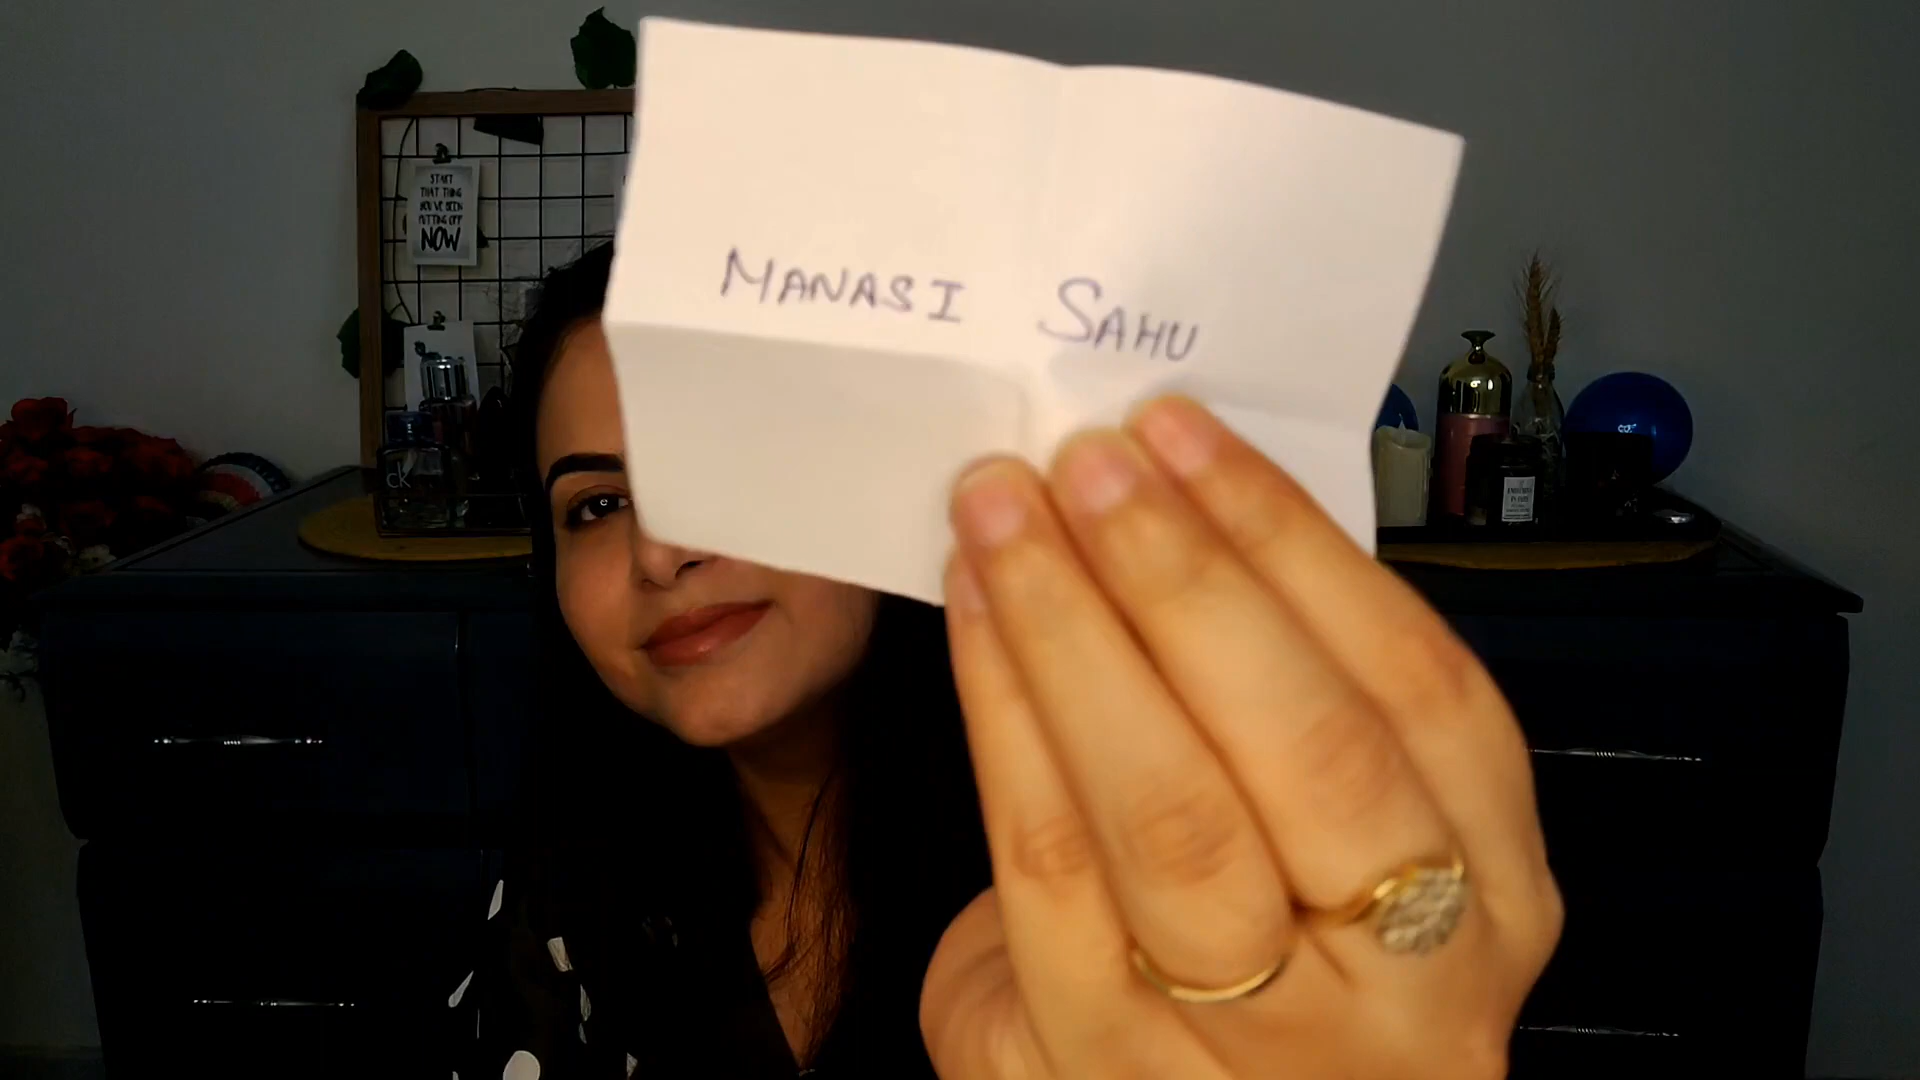 START
THAT THING
YOU'VE BEEN
PUTTING OFF
NOW
MANASI SAHU
ck